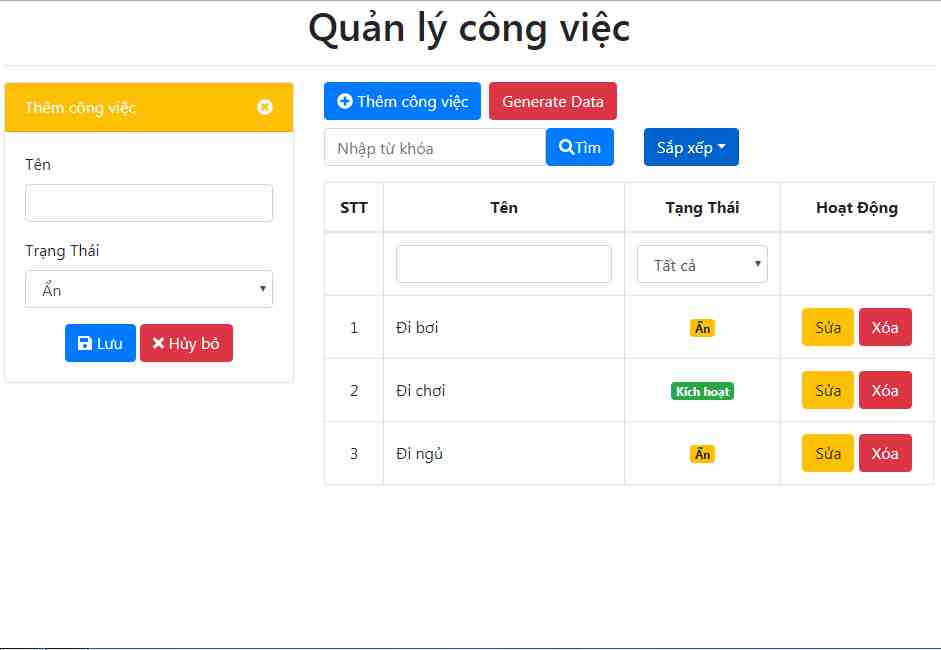 Quản lý công việc
Thêm công việc
Tên
Trạng Thái
Ẩn
Lưu
Hủy bỏ
Thêm công việc
Generate Data
Nhập từ khóa
Tìm
Sắp xếp
STT Tên Tạng Thái Hoạt Động
Tất cả
1 Đi bơi Ẩn Sửa Xóa
2 Đi chơi Kích hoạt Sửa Xóa
3 Đi ngủ Ẩn Sửa Xóa